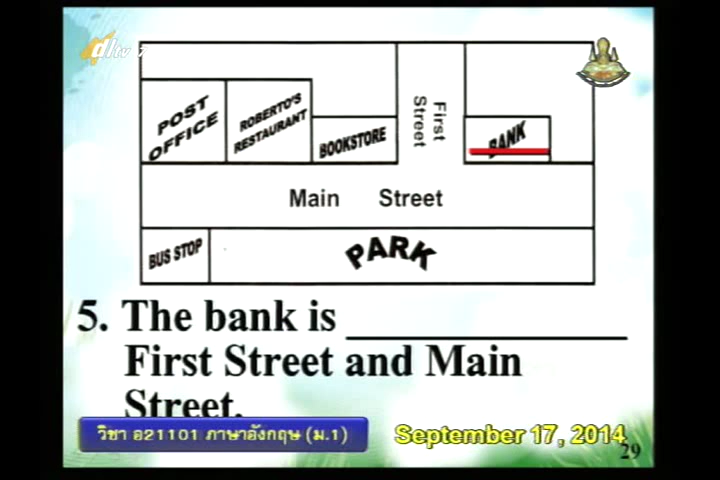 dltv 7
POST OFFICE
ROBERTO'S RESTAURANT
BOOKSTORE
First Street
BANK
Main Street
BUS STOP
PARK
5. The bank is ____________
First Street and Main
Street.
วิชา อ21101 ภาษาอังกฤษ (ม.1)
September 17, 2014
29